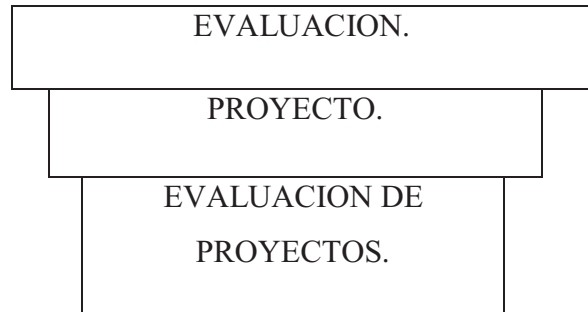 EVALUACION.
PROYECTO.
EVALUACION DE
PROYECTOS.